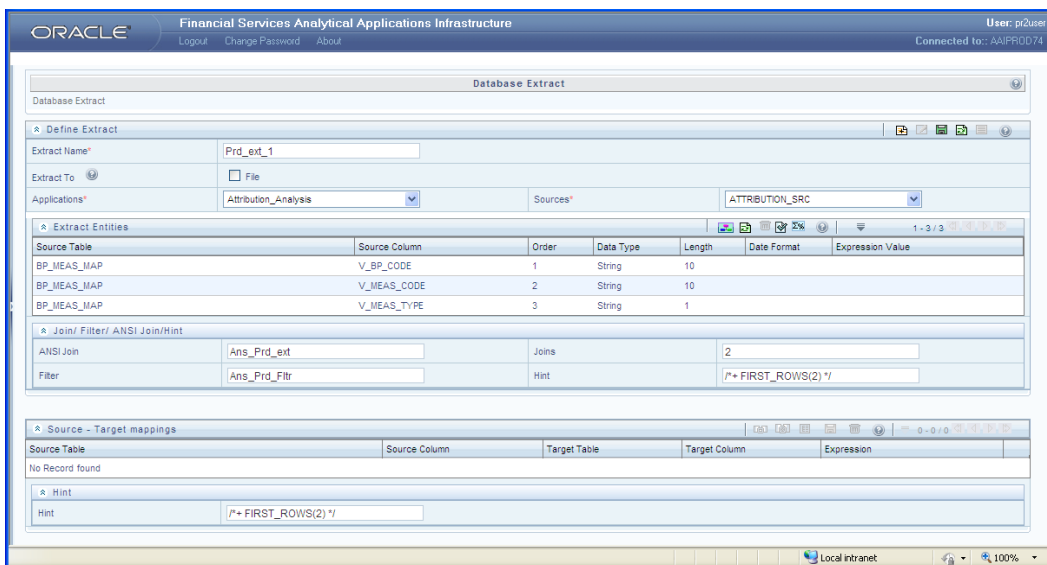 ORACLE
Financial Services Analytical Applications Infrastructure
User: pr2user
Logout Change Password About
Connected to:: AAIPROD74
Database Extract
Database Extract
Define Extract
Extract Name* Prd_ext_1
Extract To File
Applications* Attribution_Analysis Sources* ATTRIBUTION_SRC
Extract Entities 1 - 3 / 3
Source Table Source Column Order Data Type Length Date Format Expression Value
BP_MEAS_MAP V_BP_CODE 1 String 10
BP_MEAS_MAP V_MEAS_CODE 2 String 10
BP_MEAS_MAP V_MEAS_TYPE 3 String 1
Join/ Filter/ ANSI Join/Hint
ANSI Join Ans_Prd_ext Joins 2
Filter Ans_Prd_Fltr Hint /*+ FIRST_ROWS(2) */
Source - Target mappings 0 - 0 / 0
Source Table Source Column Target Table Target Column Expression
No Record found
Hint
Hint /*+ FIRST_ROWS(2) */
Local intranet 100%